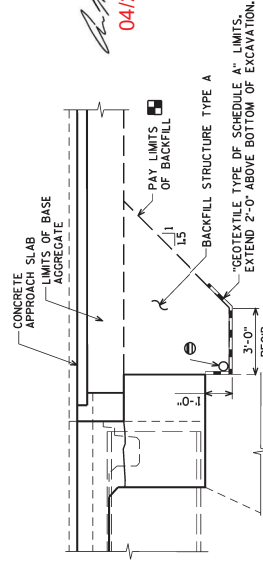 CONCRETE
APPROACH SLAB
LIMITS OF BASE
AGGREGATE
PAY LIMITS
OF BACKFILL
1
1.5
BACKFILL STRUCTURE TYPE A
"GEOTEXTILE TYPE DF SCHEDULE A" LIMITS.
EXTEND 2'-0" ABOVE BOTTOM OF EXCAVATION.
1'-0"
3'-0"
04/